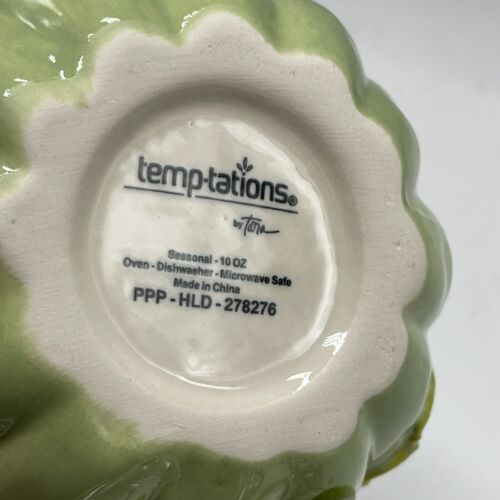 temp-tations®
by Tara
Seasonal - 10 OZ
Oven - Dishwasher - Microwave Safe
Made in China
PPP - HLD - 278276